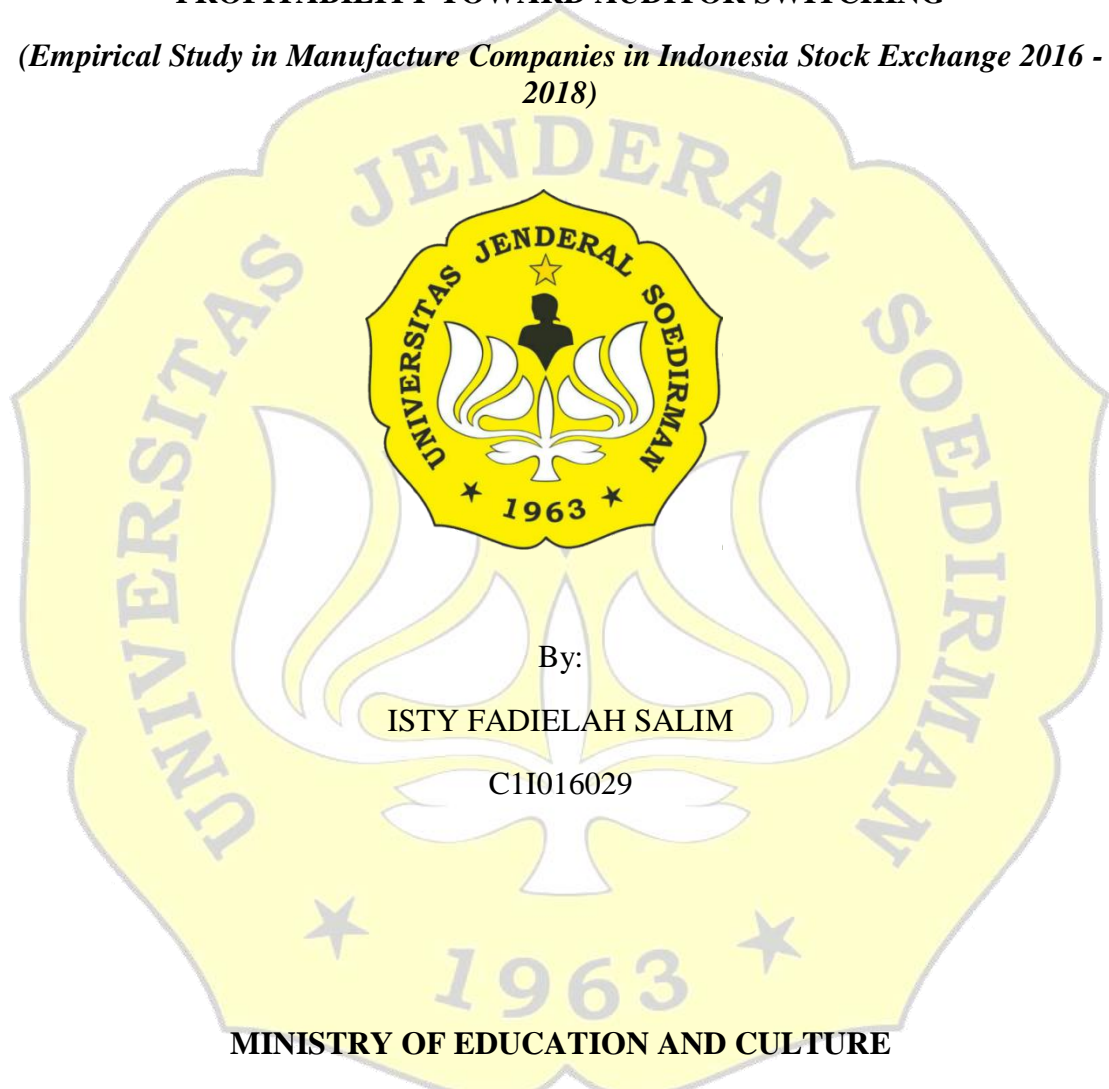 PROFITABILITY TOWARD AUDITOR SWITCHING
(Empirical Study in Manufacture Companies in Indonesia Stock Exchange 2016 -
2018)
UNIVERSITAS JENDERAL SOEDIRMAN
1963
UNIVERSITAS JENDERAL SOEDIRMAN
1963
By:
ISTY FADIELAH SALIM
C1I016029
MINISTRY OF EDUCATION AND CULTURE